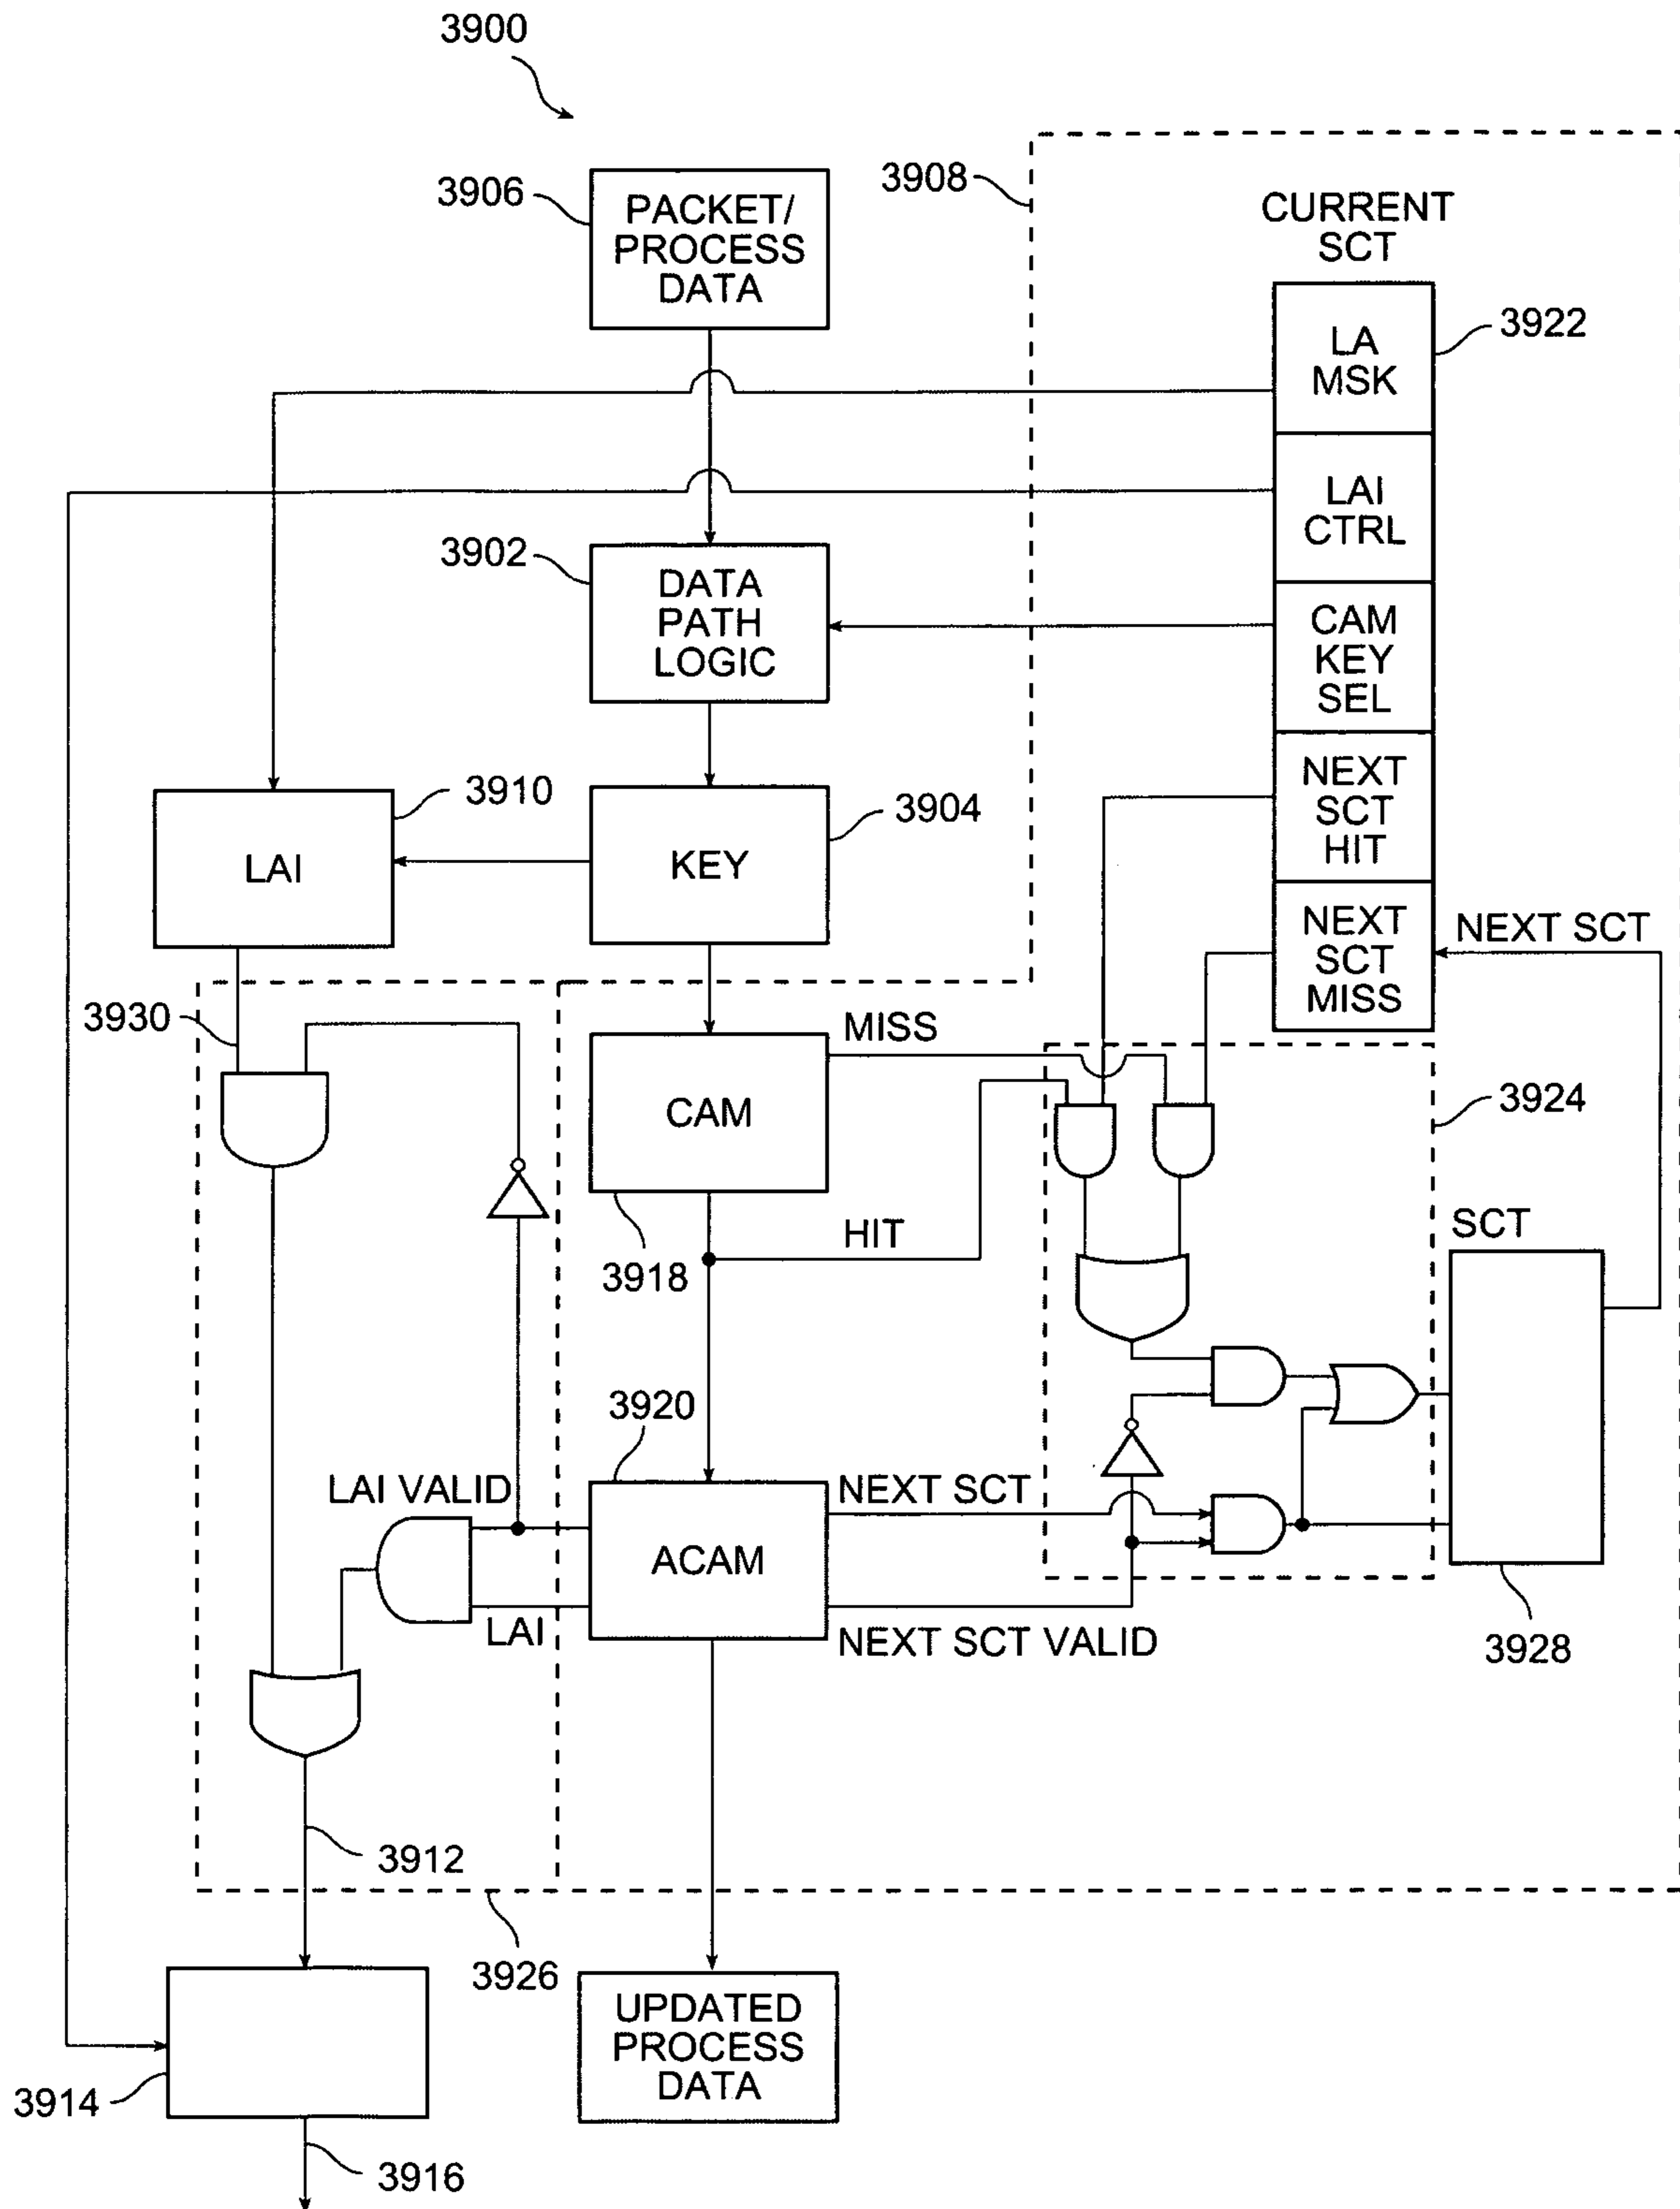 3900
3906
PACKET/
PROCESS
DATA
3908
CURRENT
SCT
LA
MSK
3922
LAI
CTRL
3902
DATA
PATH
LOGIC
CAM
KEY
SEL
NEXT
SCT
HIT
3910
LAI
3904
KEY
NEXT
SCT
MISS
NEXT SCT
3930
MISS
CAM
3924
HIT
3918
SCT
3920
LAI VALID
NEXT SCT
ACAM
LAI
NEXT SCT VALID
3928
3912
3926
UPDATED
PROCESS
DATA
3914
3916